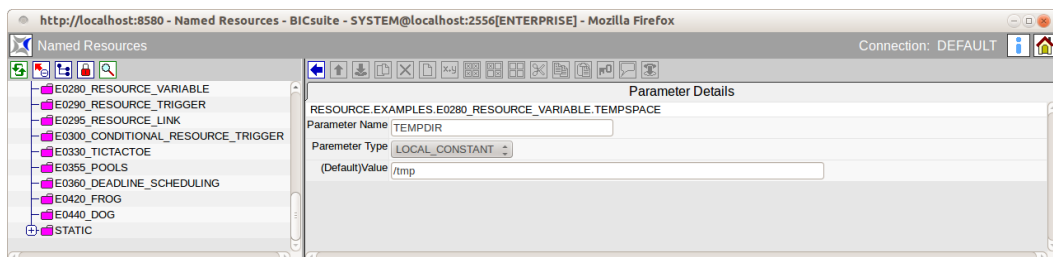 http://localhost:8580 - Named Resources - BICsuite - SYSTEM@localhost:2556[ENTERPRISE] - Mozilla Firefox
Named Resources
Connection: DEFAULT
E0280_RESOURCE_VARIABLE
E0290_RESOURCE_TRIGGER
E0295_RESOURCE_LINK
E0300_CONDITIONAL_RESOURCE_TRIGGER
E0330_TICTACTOE
E0355_POOLS
E0360_DEADLINE_SCHEDULING
E0420_FROG
E0440_DOG
STATIC
x-y
Parameter Details
RESOURCE.EXAMPLES.E0280_RESOURCE_VARIABLE.TEMPSPACE
Parameter Name TEMPDIR
Paremeter Type LOCAL_CONSTANT
(Default)Value /tmp